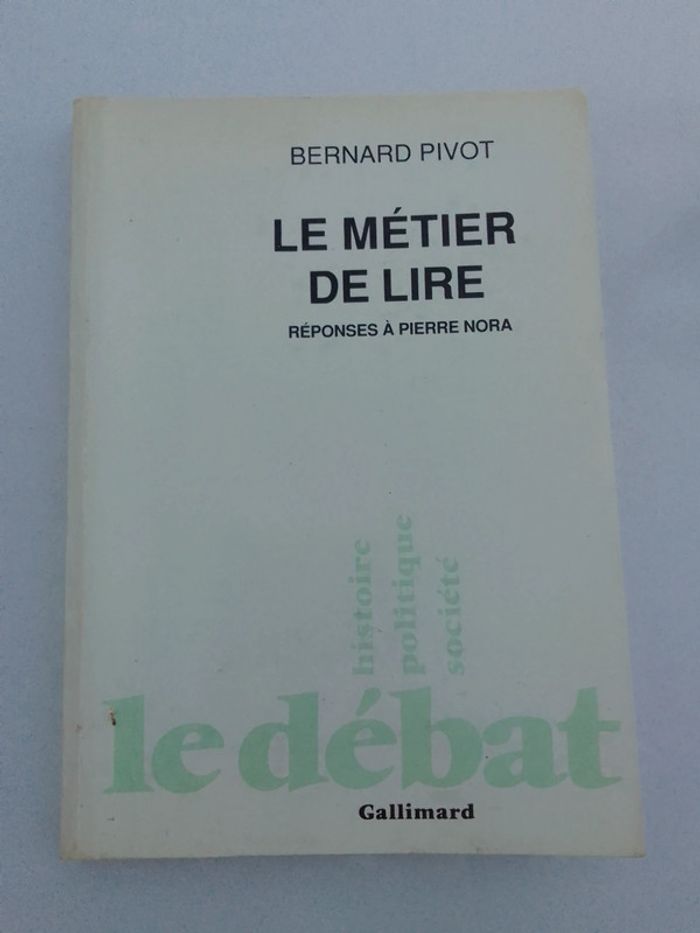 BERNARD PIVOT
LE MÉTIER
DE LIRE
RÉPONSES À PIERRE NORA
histoire
politique
société
le débat
Gallimard